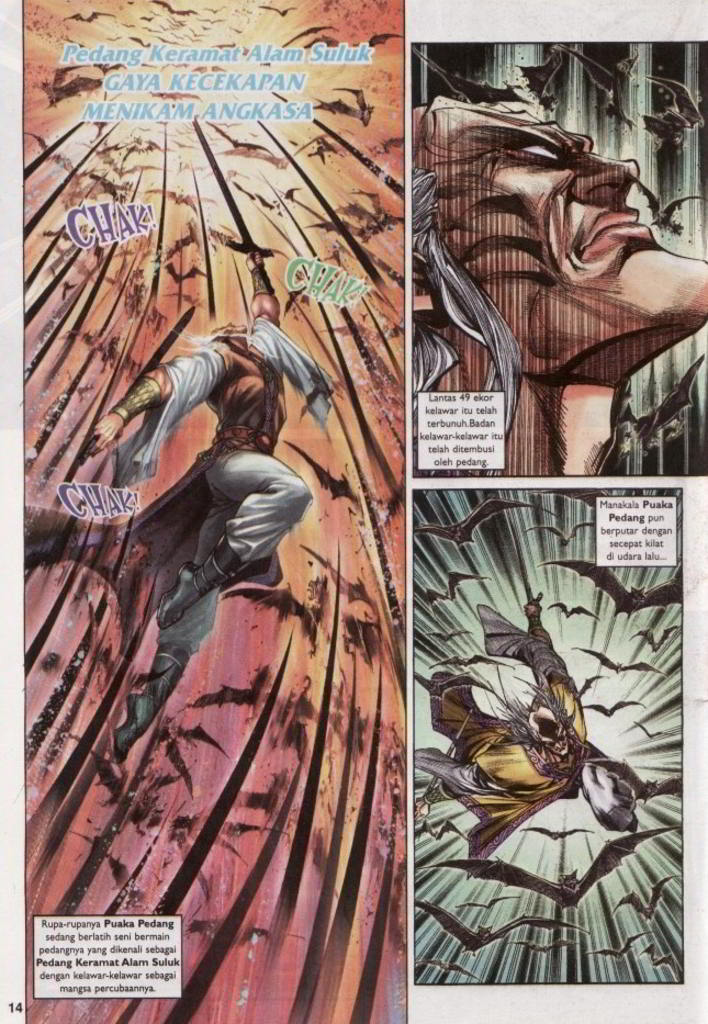 Pedang Keramat Alam Suluk
GAYA KECEKAPAN
MENIKAM ANGKASA
CHAK!
CHAK!
CHAK!
Rupa-rupanya Puaka Pedang
sedang berlatih seni bermain
pedangnya yang dikenali sebagai
Pedang Keramat Alam Suluk
dengan kelawar-kelawar sebagai
mangsa percubaannya.
Lantas 49 ekor
kelawar itu telah
terbunuh.Badan
kelawar-kelawar itu
telah ditembusi
oleh pedang.
Manakala Puaka
Pedang pun
berputar dengan
secepat kilat
di udara lalu...
14